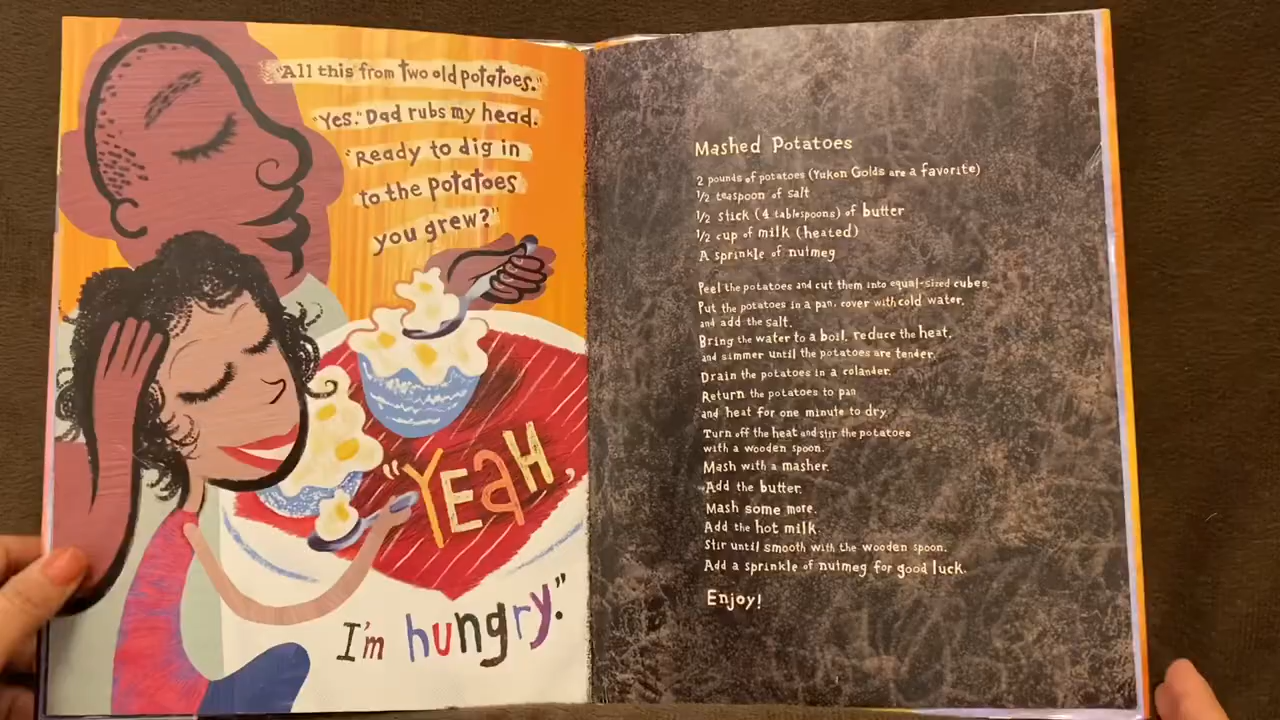 "All this from two old potatoes."
"Yes." Dad rubs my head.
"Ready to dig in
to the potatoes
you grew?"
"YEAH,
I'm hungry."
Mashed Potatoes
2 pounds of potatoes (Yukon Golds are a favorite)
1/2 teaspoon of salt
1/2 stick (4 tablespoons) of butter
1/2 cup of milk (heated)
A sprinkle of nutmeg
Peel the potatoes and cut them into equal-sized cubes.
Put the potatoes in a pan, cover with cold water,
and add the salt.
Bring the water to a boil, reduce the heat,
and simmer until the potatoes are tender.
Drain the potatoes in a colander.
Return the potatoes to pan
and heat for one minute to dry.
Turn off the heat and stir the potatoes
with a wooden spoon.
Mash with a masher.
Add the butter.
Mash some more.
Add the hot milk.
Stir until smooth with the wooden spoon.
Add a sprinkle of nutmeg for good luck.
Enjoy!